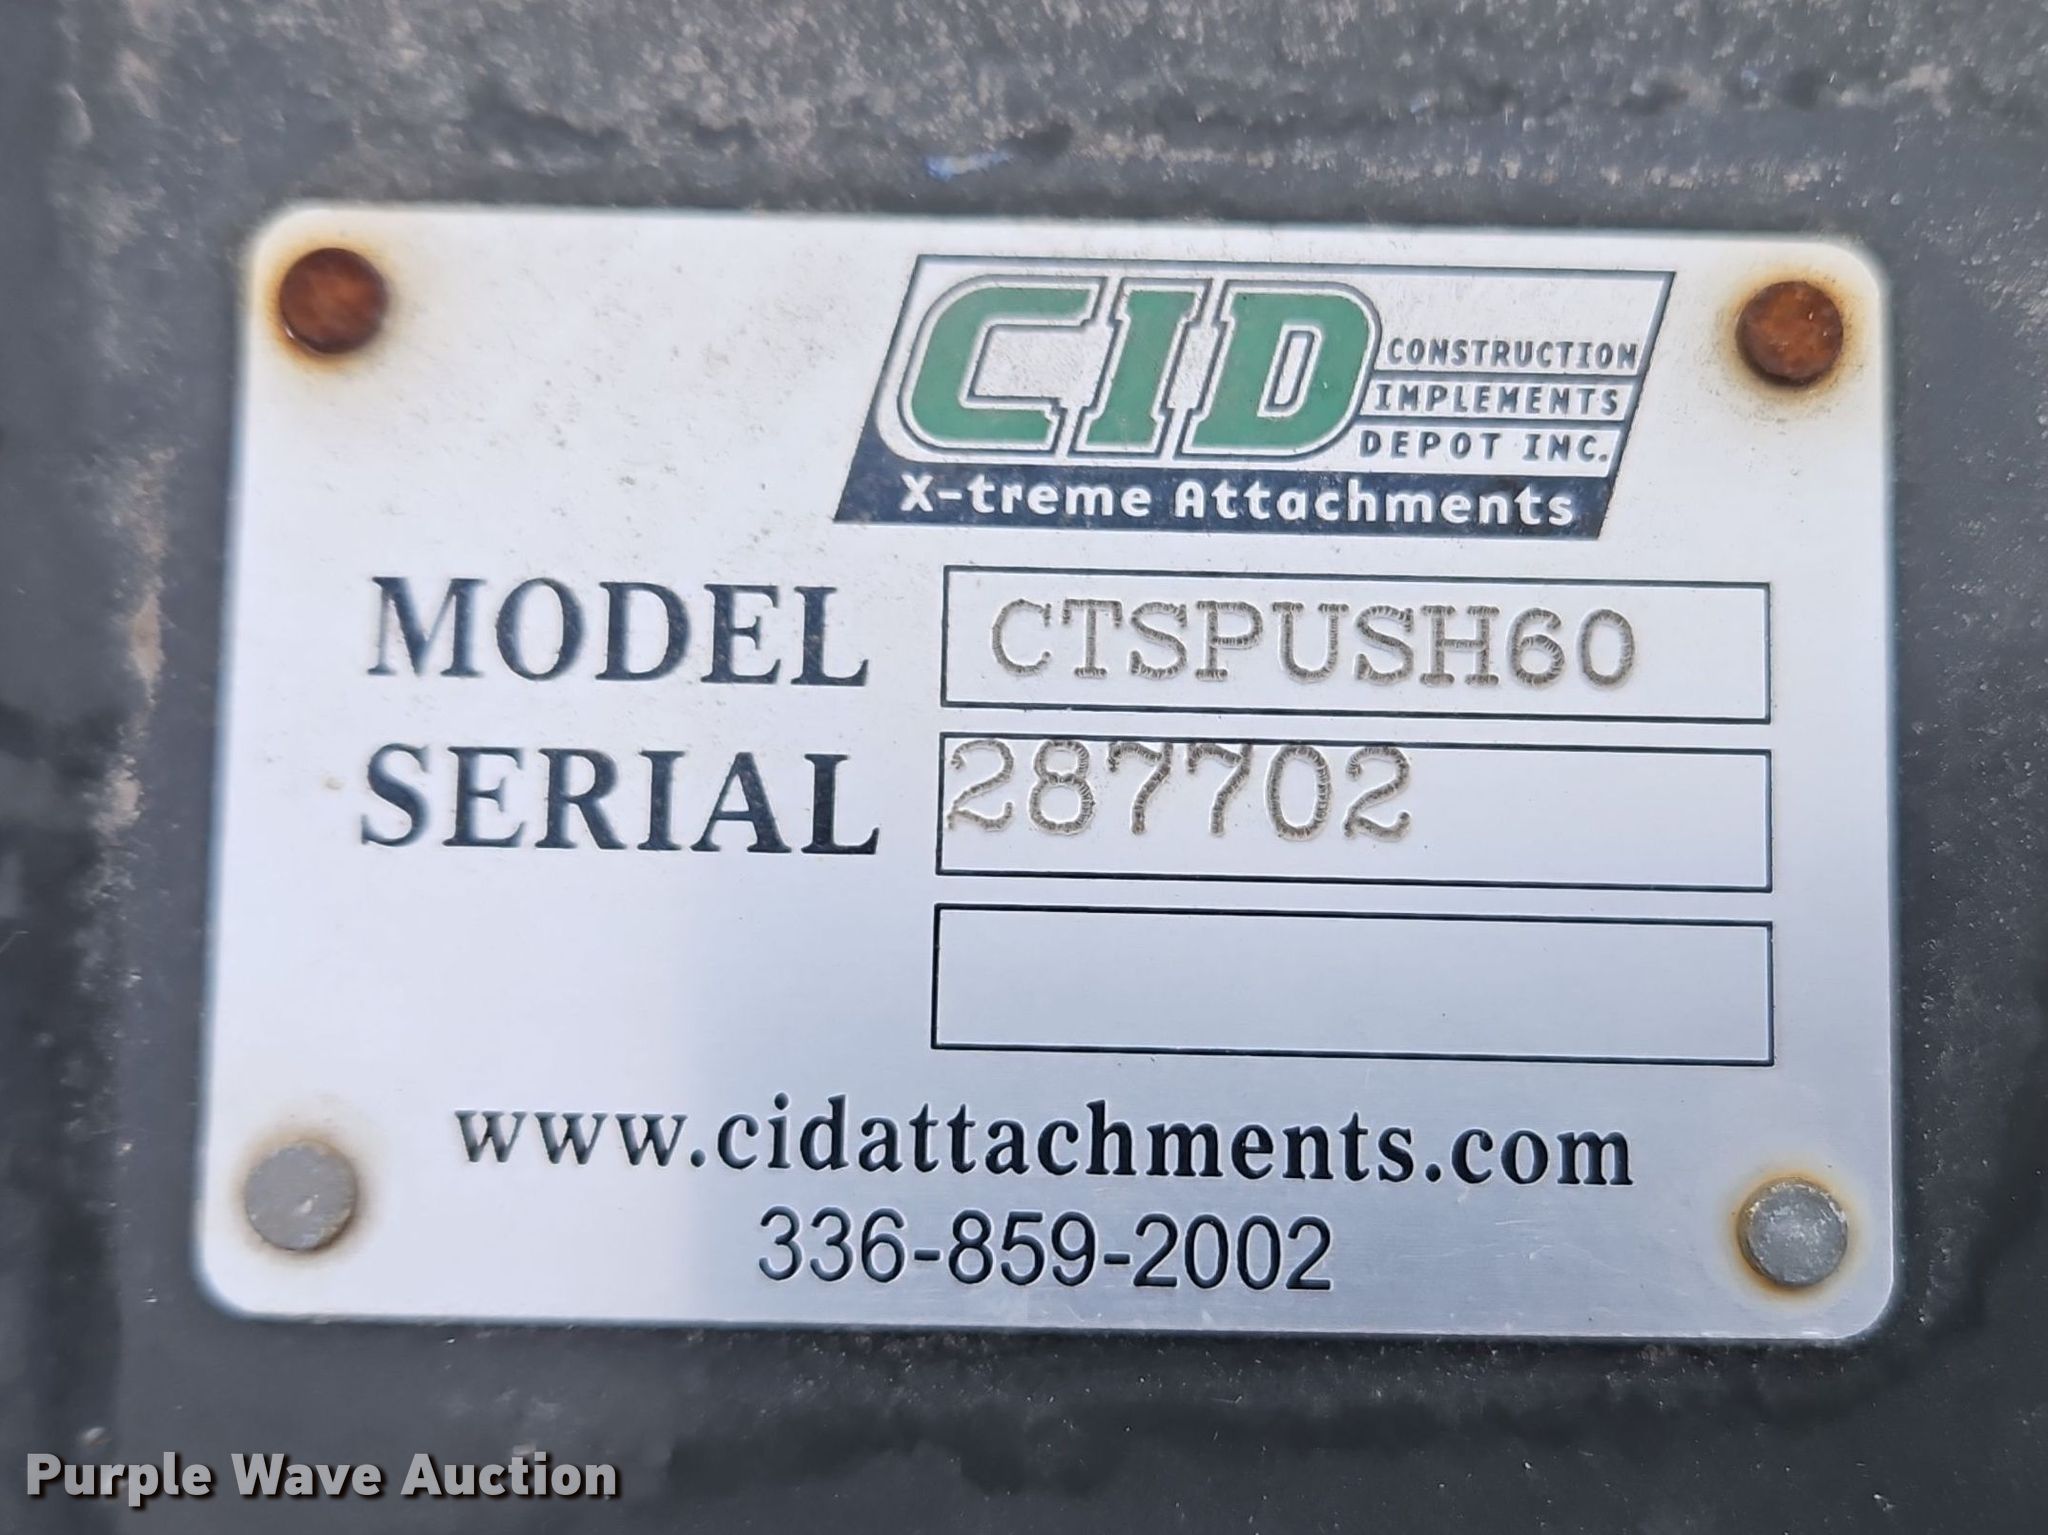 CID
CONSTRUCTION
IMPLEMENTS
DEPOT INC.
X-treme Attachments
MODEL CTSPUSH60
SERIAL 287702
www.cidattachments.com
336-859-2002
Purple Wave Auction